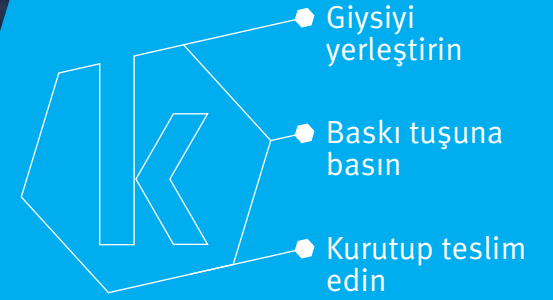 k
Giysiyi
yerleştirin
Baskı tuşuna
basın
Kurutup teslim
edin